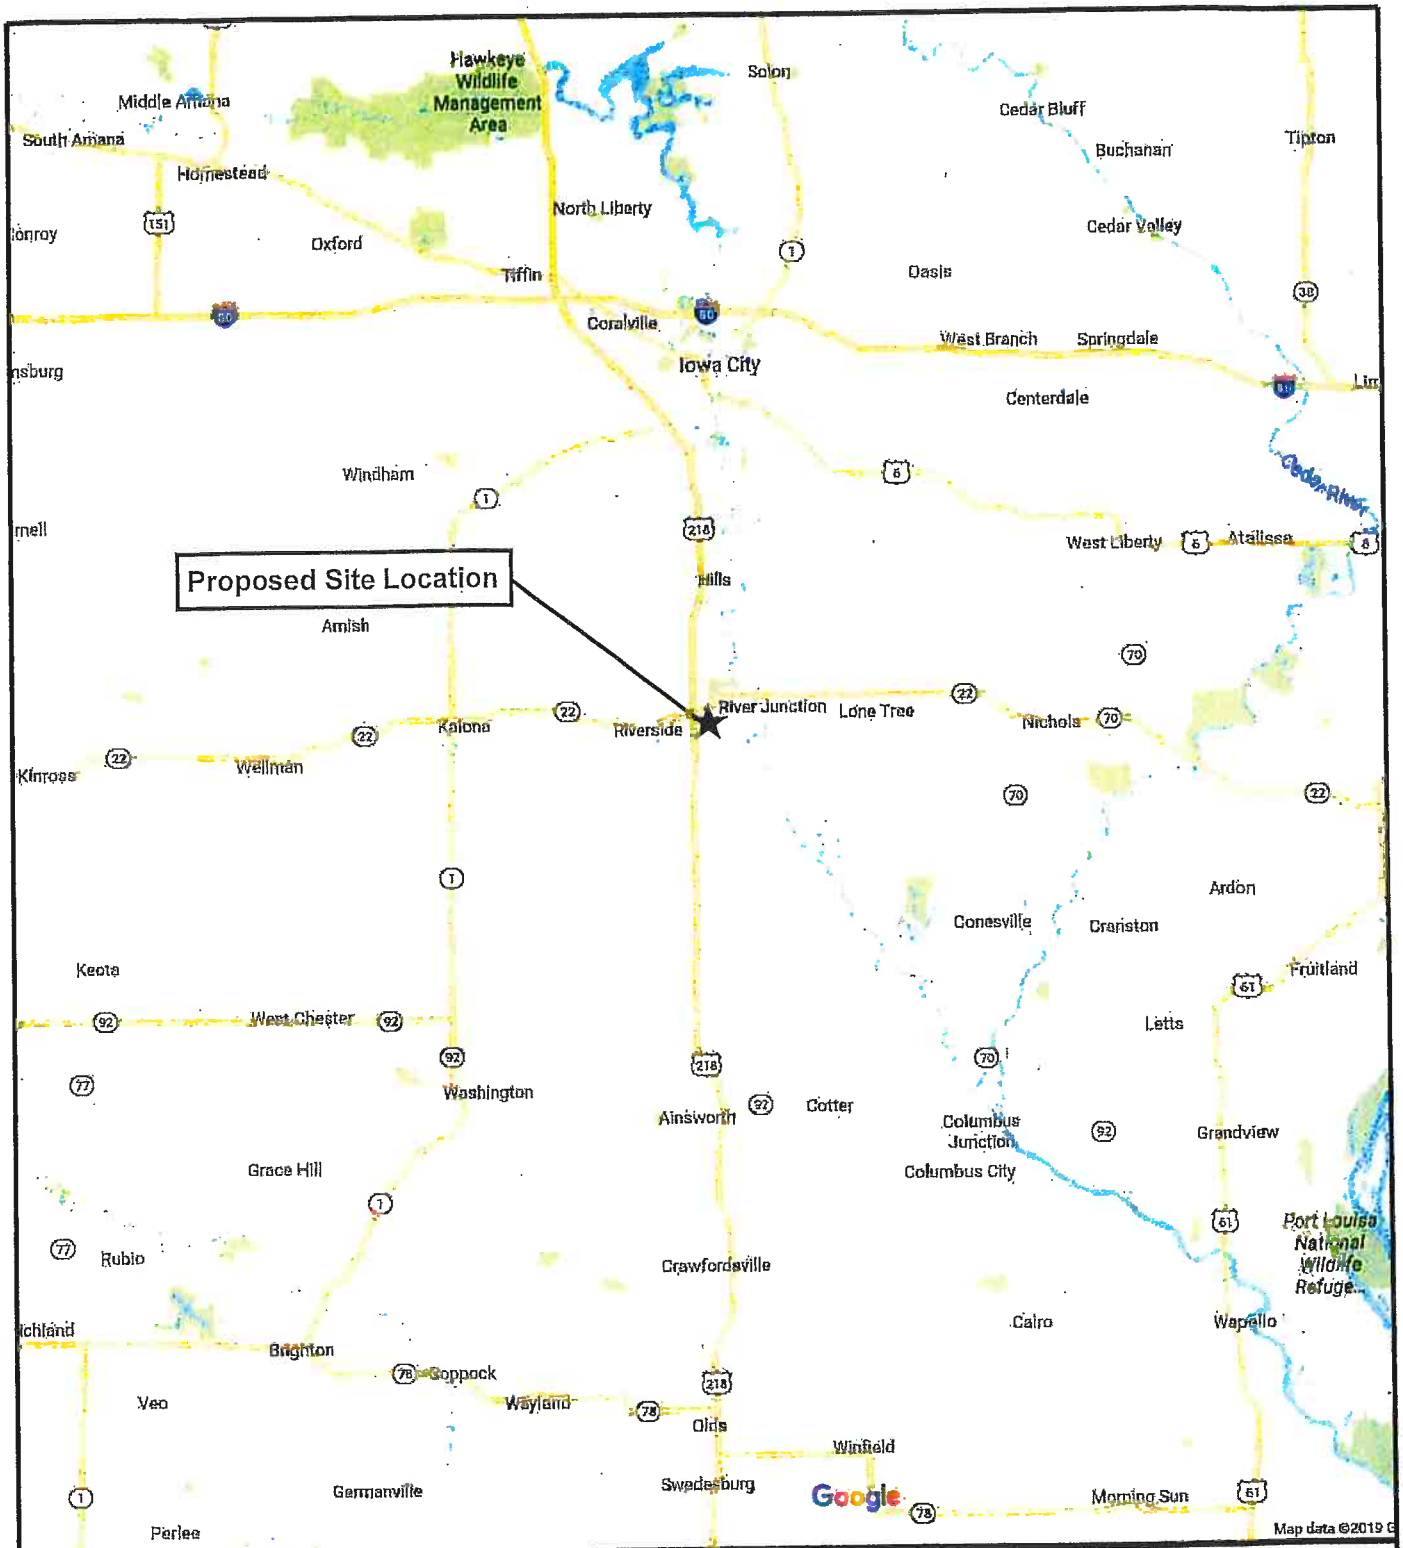 Hawkeye
Wildlife
Management
Area
Solon
Middle Amana
Cedar Bluff
South Amana
Tipton
Buchanan
Homestead
North Liberty
151
Cedar Valley
Oxford
1
Tiffin
Oasis
38
80
80
Coralville
West Branch
Springdale
Iowa City
nsburg
80
Centerdale
Windham
6
Cedar River
1
218
West Liberty
6
Atalissa
6
Proposed Site Location
Hills
Amish
70
22
River Junction
Lone Tree
22
Kalona
22
Riverside
Nichols
70
22
Wellman
Kinross
70
22
1
Ardon
Conesville
Cranston
Keota
Fruitland
61
92
West Chester
92
Letts
92
70
77
218
Washington
92
Cotter
Ainsworth
Columbus
Junction
92
Grandview
Grace Hill
Columbus City
1
61
Port Louisa
National
Wildlife
Refuge...
77
Rubio
Crawfordsville
Cairo
Wapello
ichland
Brighton
78
Coppock
218
Veo
Wayland
78
Olds
Winfield
Swedesburg
Germanville
1
Google
Morning Sun
61
78
Perlee
Map data ©2019 G